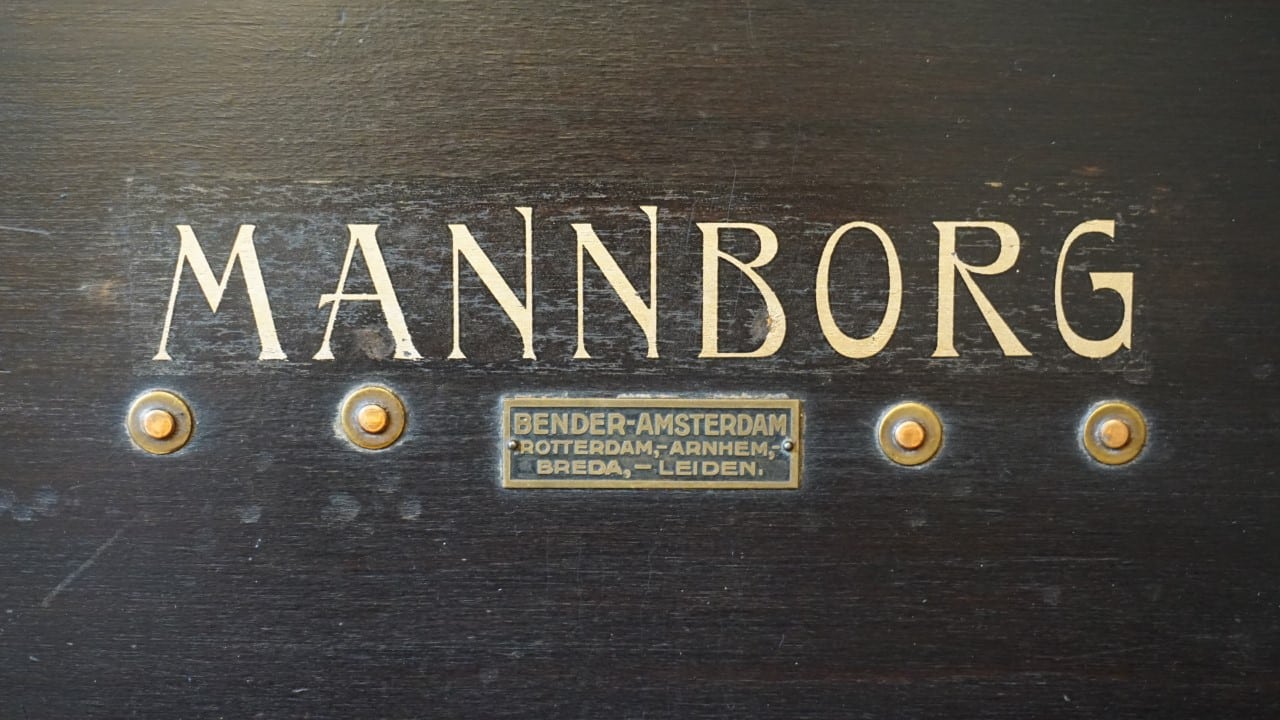 MANNBORG
BENDER-AMSTERDAM
ROTTERDAM,-ARNHEM,-
BREDA,-LEIDEN.